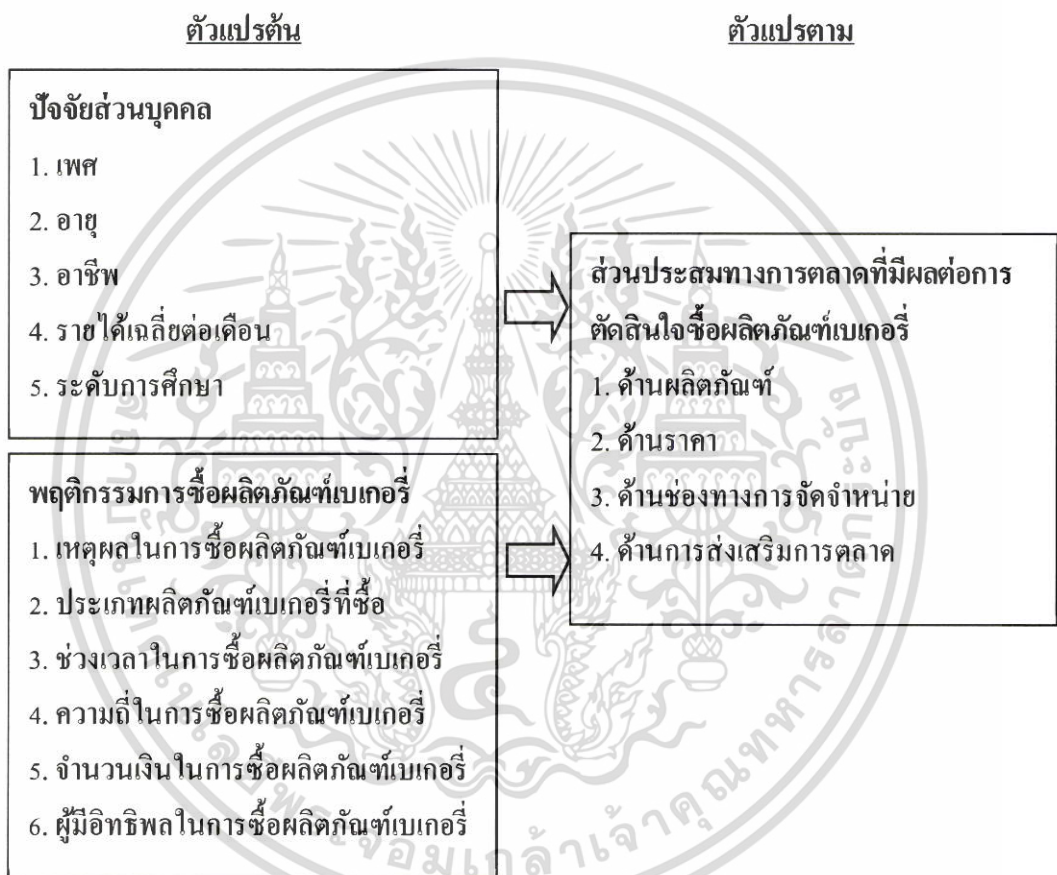 ตัวแปรต้น
ตัวแปรตาม
ปัจจัยส่วนบุคคล
1. เพศ
2. อายุ
3. อาชีพ
4. รายได้เฉลี่ยต่อเดือน
5. ระดับการศึกษา
พฤติกรรมการซื้อผลิตภัณฑ์เบเกอรี่
1. เหตุผลในการซื้อผลิตภัณฑ์เบเกอรี่
2. ประเภทผลิตภัณฑ์เบเกอรี่ที่ซื้อ
3. ช่วงเวลาในการซื้อผลิตภัณฑ์เบเกอรี่
4. ความถี่ในการซื้อผลิตภัณฑ์เบเกอรี่
5. จำนวนเงินในการซื้อผลิตภัณฑ์เบเกอรี่
6. ผู้มีอิทธิพลในการซื้อผลิตภัณฑ์เบเกอรี่
ส่วนประสมทางการตลาดที่มีผลต่อการ
ตัดสินใจซื้อผลิตภัณฑ์เบเกอรี่
1. ด้านผลิตภัณฑ์
2. ด้านราคา
3. ด้านช่องทางการจัดจำหน่าย
4. ด้านการส่งเสริมการตลาด